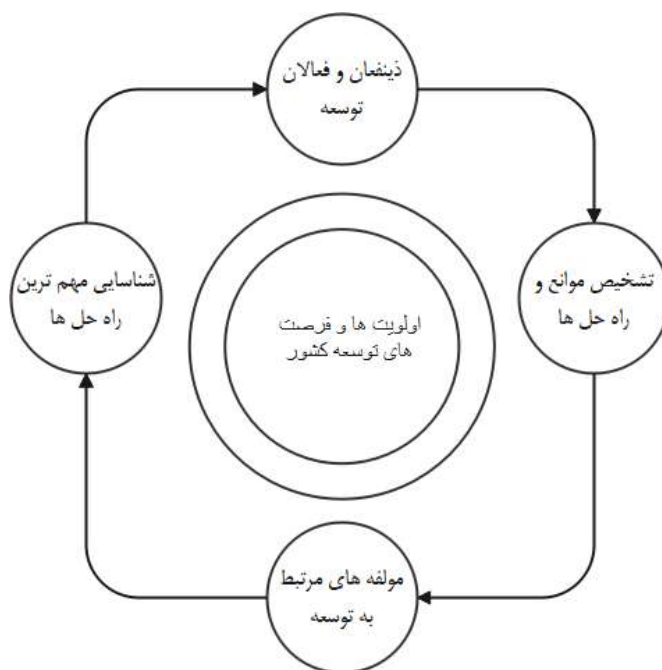 ذینفعان و فعالان
توسعه
تشخیص موانع و
راه حل ها
شناسایی مهم ترین
راه حل ها
اولویت ها و فرصت
های توسعه کشور
مولفه های مرتبط
به توسعه